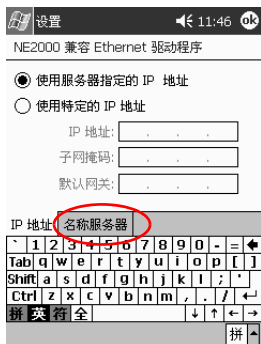 设置 11:46 ok
NE2000 兼容 Ethernet 驱动程序
使用服务器指定的 IP 地址
使用特定的 IP 地址
IP 地址: . . .
子网掩码: . . .
默认网关: . . .
IP 地址 名称服务器
` 1 2 3 4 5 6 7 8 9 0 - =
Tab q w e r t y u i o p [ ]
Shift a s d f g h j k l ; '
Ctrl z x c v b n m , . / ↵
拼 英 符 全 ↓ ↑ ← →
拼